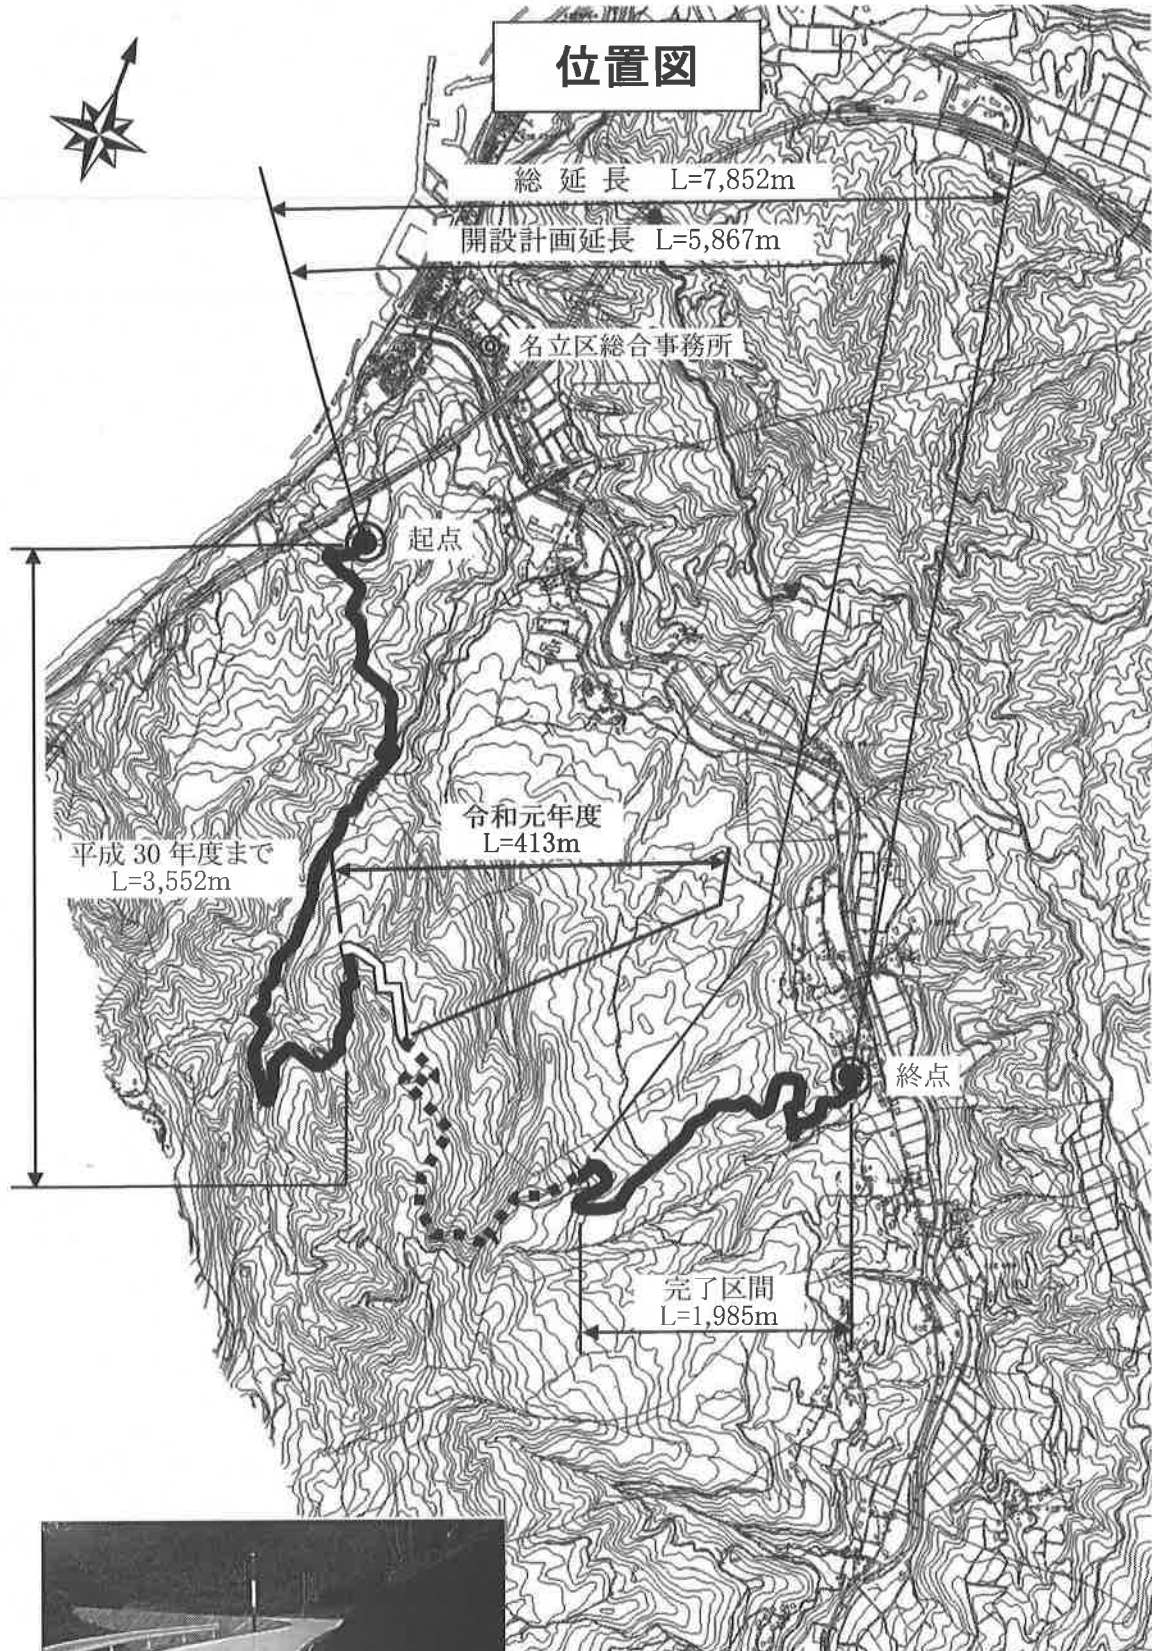 位置図
総 延 長 L=7,852m
開設計画延長 L=5,867m
名立区総合事務所
起点
令和元年度
L=413m
平成 30 年度まで
L=3,552m
終点
完了区間
L=1,985m